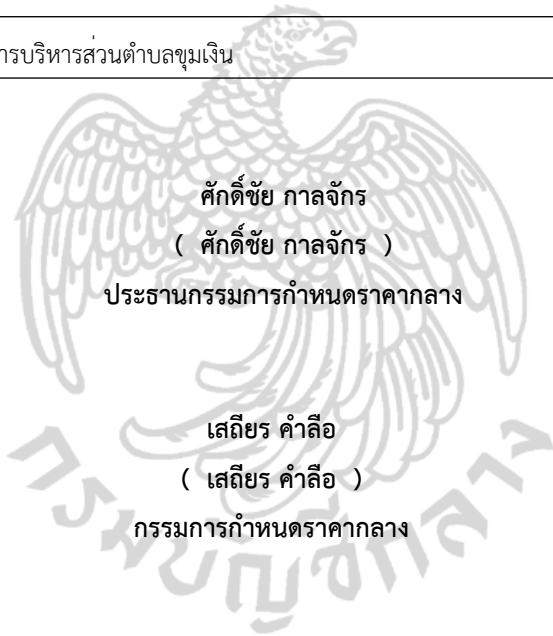 ารบริหารส่วนตำบลขุมเงิน
ศักดิ์ชัย กาลจักร
( ศักดิ์ชัย กาลจักร )
ประธานกรรมการกำหนดราคากลาง
เสถียร คำลือ
( เสถียร คำลือ )
กรรมการกำหนดราคากลาง
กรมบัญชีกลาง